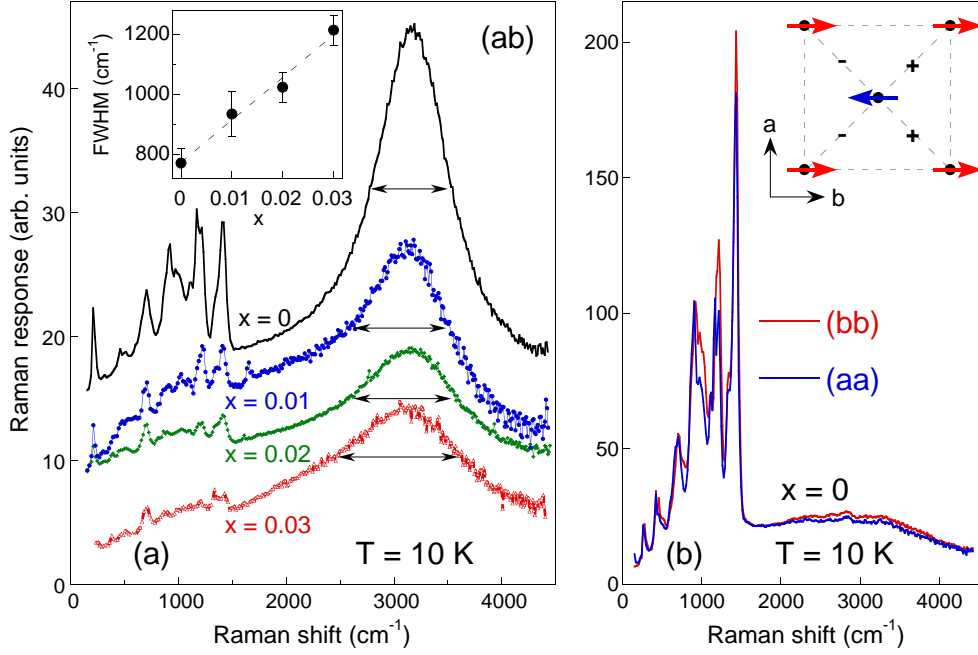 (ab)
FWHM (cm⁻¹)
1200
1000
800
0 0.01 0.02 0.03
x
Raman response (arb. units)
40
30
20
10
0
x = 0
x = 0.01
x = 0.02
x = 0.03
(a)
T = 10 K
0 1000 2000 3000 4000
Raman shift (cm⁻¹)
200
150
100
50
0
- +
- +
a
b
(bb)
(aa)
x = 0
(b)
T = 10 K
0 1000 2000 3000 4000
Raman shift (cm⁻¹)